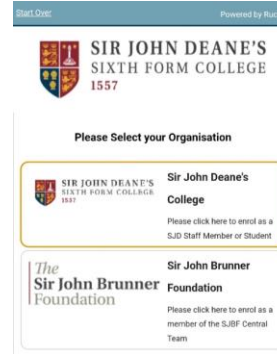 Start Over
Powered by Rud
SIR JOHN DEANE'S
SIXTH FORM COLLEGE
1557
Please Select your Organisation
SIR JOHN DEANE'S
SIXTH FORM COLLEGE
1557
Sir John Deane's
College
Please click here to enrol as a
SJD Staff Member or Student
The
Sir John Brunner
Foundation
Sir John Brunner
Foundation
Please click here to enrol as a
member of the SJBF Central
Team